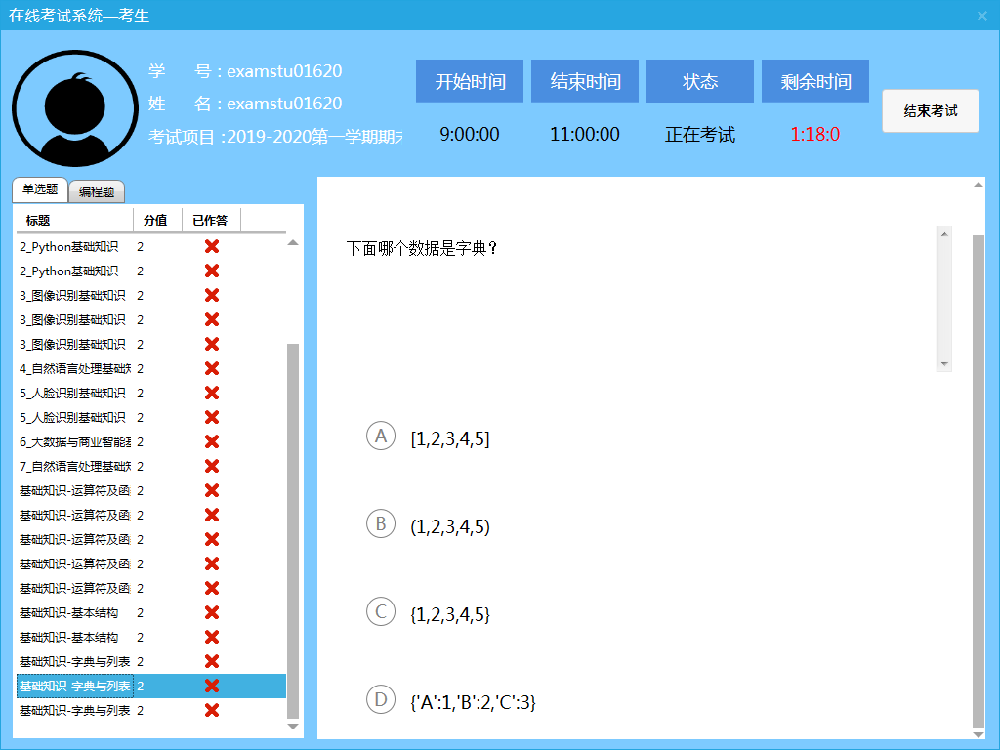 在线考试系统—考生
学 号 : examstu01620
姓 名 : examstu01620
考试项目 :2019-2020第一学期期
开始时间 结束时间 状态 剩余时间
9:00:00 11:00:00 正在考试 1:18:0
结束考试
单选题 编程题
标题 分值 已作答
2_Python基础知识 2
2_Python基础知识 2
3_图像识别基础知识 2
3_图像识别基础知识 2
3_图像识别基础知识 2
4_自然语言处理基础知 2
5_人脸识别基础知识 2
5_人脸识别基础知识 2
6_大数据与商业智能 2
7_自然语言处理基础知 2
基础知识-运算符及函 2
基础知识-运算符及函 2
基础知识-运算符及函 2
基础知识-运算符及函 2
基础知识-运算符及函 2
基础知识-基本结构 2
基础知识-基本结构 2
基础知识-字典与列表 2
基础知识-字典与列表 2
基础知识-字典与列表 2
下面哪个数据是字典?
A [1,2,3,4,5]
B (1,2,3,4,5)
C {1,2,3,4,5}
D {'A':1,'B':2,'C':3}